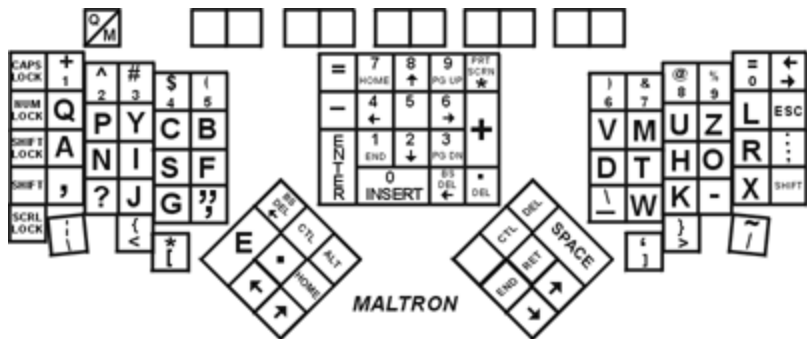 Q
M
CAPS LOCK + 1 ^ 2 # 3 $ 4 ( 5
= 7 HOME 8 ↑ 9 PG UP PRT SCRN *
) 6 & 7 @ 8 % 9 = 0 ← →
NUM LOCK Q P Y C B
− 4 ← 5 6 → +
V M U Z L ESC
SHIFT LOCK A N I S F
ENTER 1 END 2 ↓ 3 PG DN
D T H O R : ;
SHIFT , ? J G " ;
0 INSERT BS DEL ← . DEL
\ _ W K - X SHIFT
SCRL LOCK ¦ \ { < * [
' ] } > ~ /
BS DEL ← CTL ALT
E . HOME
↖ ↗
CTL DEL SPACE
END RET ↗
↘
MALTRON